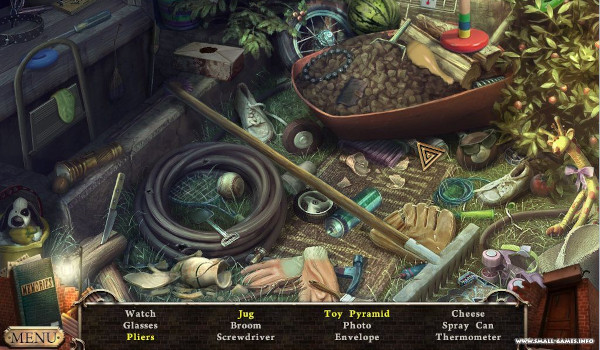 MEMORIES
MENU
Watch
Jug
Toy Pyramid
Cheese
Glasses
Broom
Photo
Spray Can
Pliers
Screwdriver
Envelope
Thermometer
WWW.SMALL-GAMES.INFO